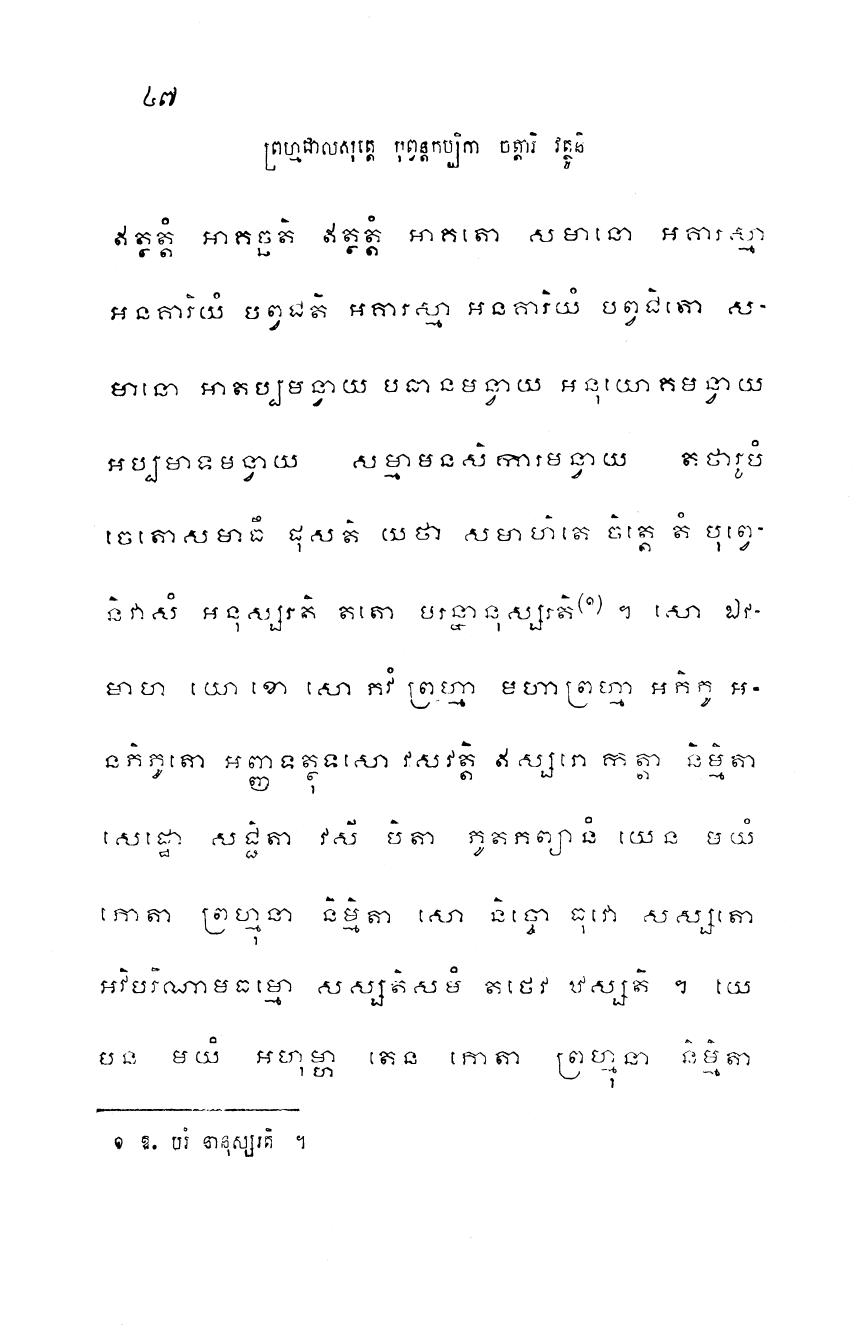 ៤៧
ព្រហ្មជាលសុត្តេ បុព្វន្តកប្បិកា ចត្តារិ វត្ថូនិ
ឥត្ថត្តំ អាគច្ឆតិ ឥត្ថត្តំ អាគតោ សមានោ អគារស្មា
អនគារិយំ បព្វជតិ អគារស្មា អនគារិយំ បព្វជិតោ ស-
មានោ អាតប្បមន្វាយ បធានមន្វាយ អនុយោគមន្វាយ
អប្បមាទមន្វាយ សម្មាមនសិការមន្វាយ តថារូបំ
ចេតោសមាធឹ ផុសតិ យថា សមាហិតេ ចិត្តេ តំ បុព្វេ-
និវាសំ អនុស្សរតិ តតោ បរន្នានុស្សរតិ(១) ។ សោ ឯវ-
មាហ យោ ខោ សោ ភវំ ព្រហ្មា មហាព្រហ្មា អភិភូ អ-
នភិភូតោ អញ្ញទត្ថុទសោ វសវត្តិ ឥស្សរោ កត្តា និម្មិតា
សេដ្ឋោ សជ្ជិតា វសី បិតា ភូតភព្យានំ យេន មយំ
ភោតា ព្រហ្មុនា និម្មិតា សោ និច្ចោ ធុវោ សស្សតោ
អវិបរិណាមធម្មោ សស្សតិសមំ តថេវ ឋស្សតិ ។ យេ
បន មយំ អហុម្ហា តេន ភោតា ព្រហ្មុនា និម្មិតា
១ ឱ. បរំ នានុស្សរតិ ។